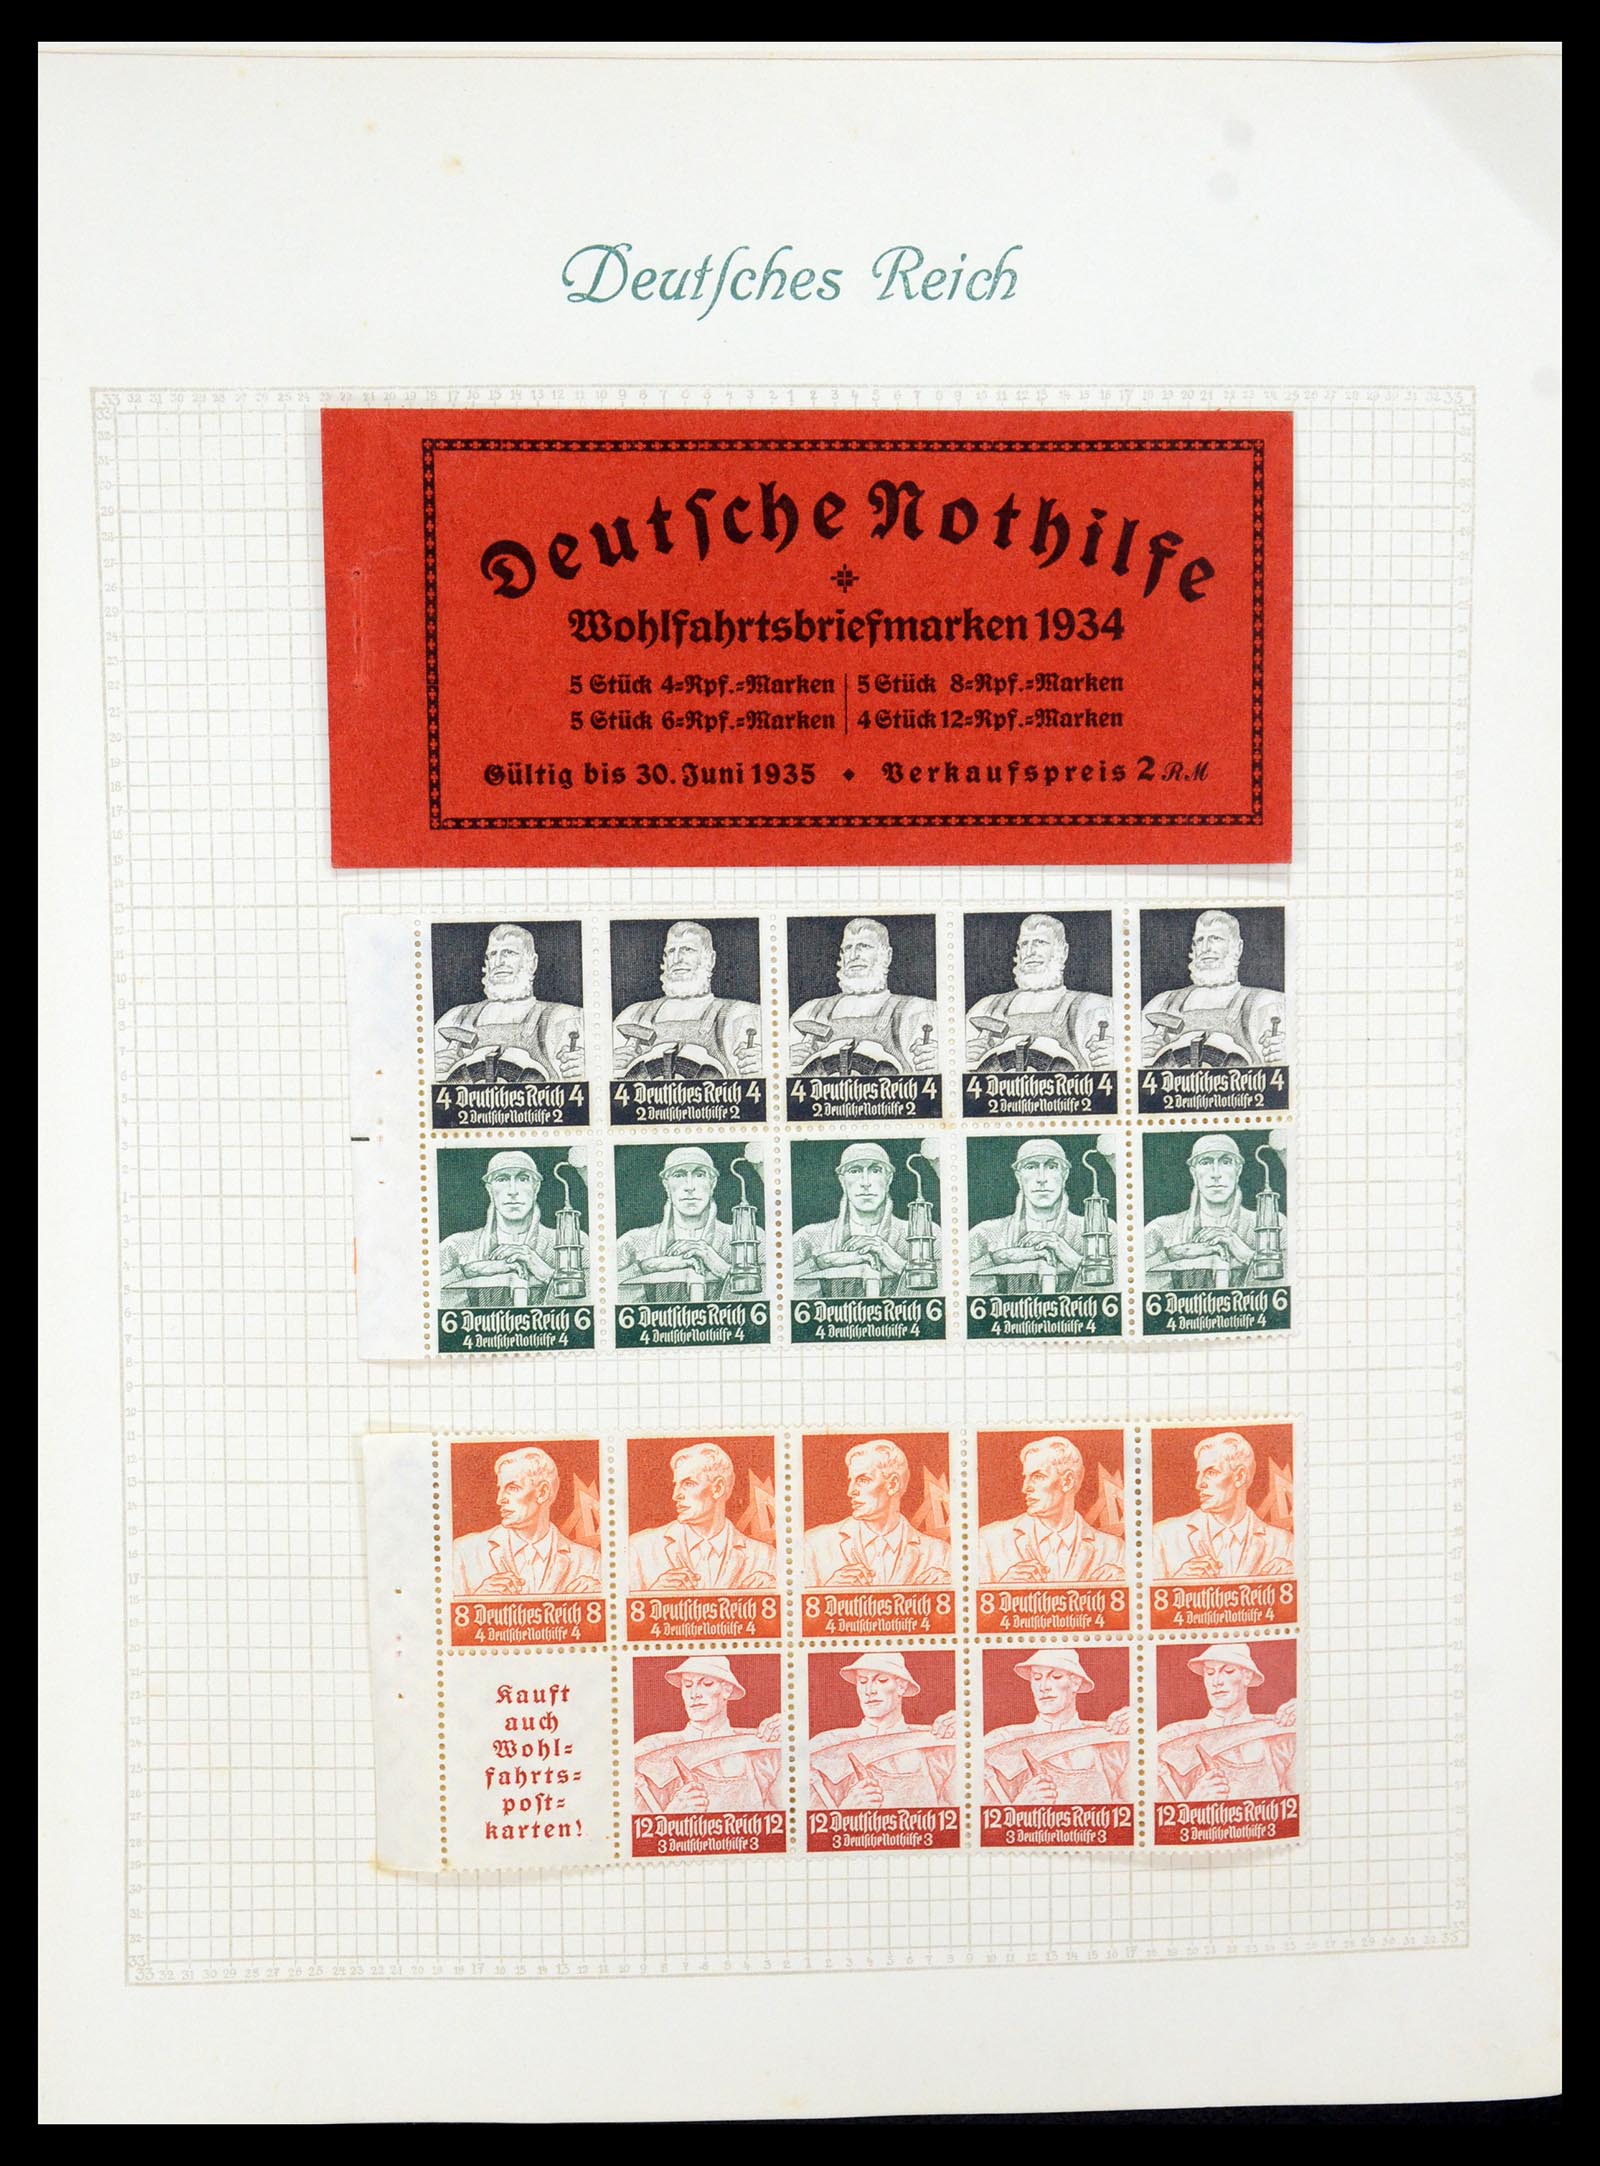 Deutſches Reich
Deutſche Nothilfe
Wohlfahrtsbriefmarken 1934
5 Stück 4=Rpf.=Marken | 5 Stück 8=Rpf.=Marken
5 Stück 6=Rpf.=Marken | 4 Stück 12=Rpf.=Marken
Gültig bis 30. Juni 1935 ◆ Verkaufspreis 2 RM
4 Deutſches Reich 4 4 Deutſches Reich 4 4 Deutſches Reich 4 4 Deutſches Reich 4 4 Deutſches Reich 4
2 Deutſche Nothilfe 2 2 Deutſche Nothilfe 2 2 Deutſche Nothilfe 2 2 Deutſche Nothilfe 2 2 Deutſche Nothilfe 2
6 Deutſches Reich 6 6 Deutſches Reich 6 6 Deutſches Reich 6 6 Deutſches Reich 6 6 Deutſches Reich 6
4 Deutſche Nothilfe 4 4 Deutſche Nothilfe 4 4 Deutſche Nothilfe 4 4 Deutſche Nothilfe 4 4 Deutſche Nothilfe 4
8 Deutſches Reich 8 8 Deutſches Reich 8 8 Deutſches Reich 8 8 Deutſches Reich 8 8 Deutſches Reich 8
4 Deutſche Nothilfe 4 4 Deutſche Nothilfe 4 4 Deutſche Nothilfe 4 4 Deutſche Nothilfe 4 4 Deutſche Nothilfe 4
Kauft
auch
Wohl=
fahrts=
poſt=
karten!
12 Deutſches Reich 12 12 Deutſches Reich 12 12 Deutſches Reich 12 12 Deutſches Reich 12
3 Deutſche Nothilfe 3 3 Deutſche Nothilfe 3 3 Deutſche Nothilfe 3 3 Deutſche Nothilfe 3